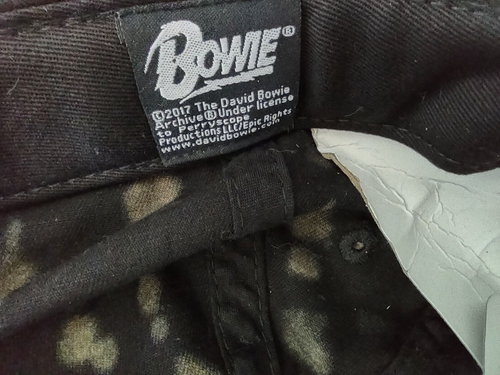 BOWIE®
©2017 The David Bowie
Archive® Under license
to Perryscope
Productions LLC/Epic Rights
www.davidbowie.com